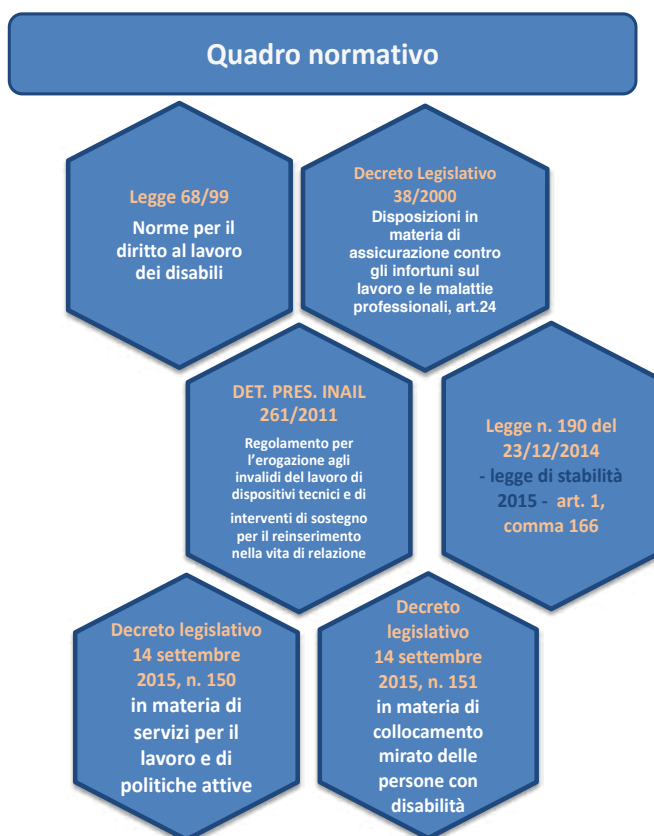 Quadro normativo
Legge 68/99
Norme per il
diritto al lavoro
dei disabili
Decreto Legislativo
38/2000
Disposizioni in
materia di
assicurazione contro
gli infortuni sul
lavoro e le malattie
professionali, art.24
DET. PRES. INAIL
261/2011
Regolamento per
l'erogazione agli
invalidi del lavoro di
dispositivi tecnici e di
interventi di sostegno
per il reinserimento
nella vita di relazione
Legge n. 190 del
23/12/2014
- legge di stabilità
2015 - art. 1,
comma 166
Decreto legislativo
14 settembre
2015, n. 150
in materia di
servizi per il
lavoro e di
politiche attive
Decreto
legislativo
14 settembre
2015, n. 151
in materia di
collocamento
mirato delle
persone con
disabilità